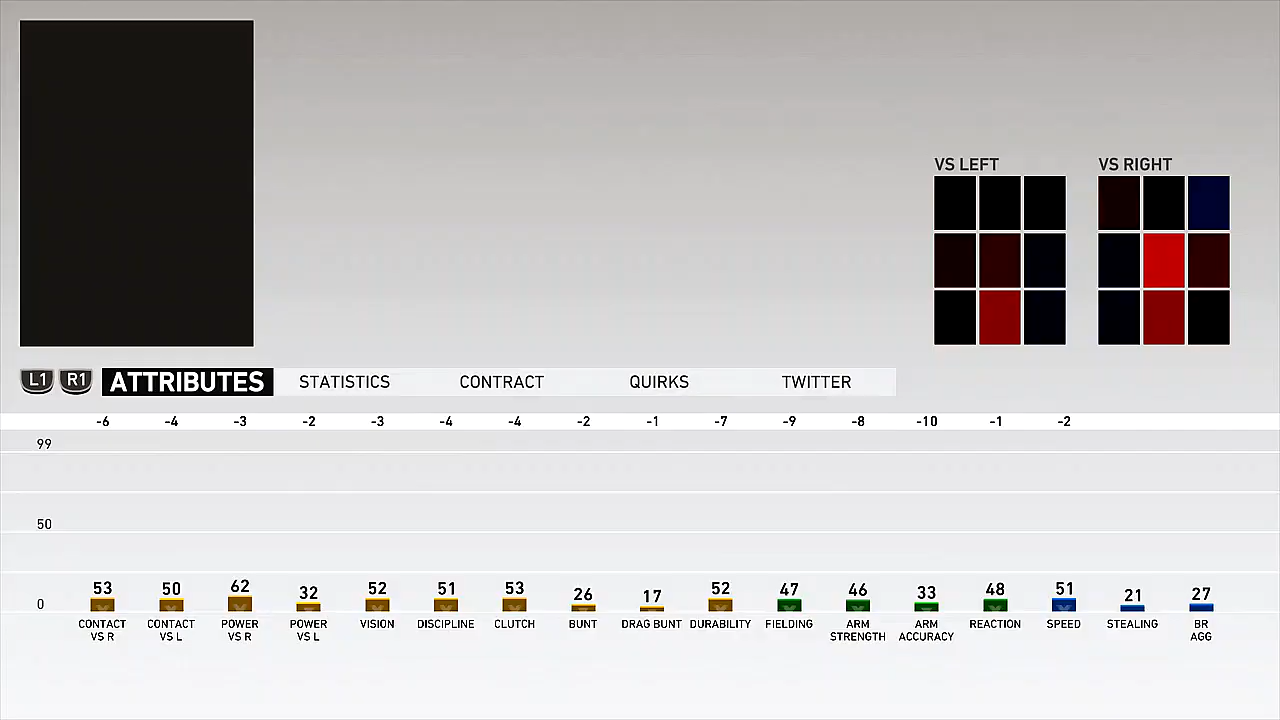 VS LEFT VS RIGHT
L1 R1 ATTRIBUTES STATISTICS CONTRACT QUIRKS TWITTER
-6 -4 -3 -2 -3 -4 -4 -2 -1 -7 -9 -8 -10 -1 -2
99
50
53 50 62 32 52 51 53 26 17 52 47 46 33 48 51 21 27
0
CONTACT CONTACT POWER POWER VISION DISCIPLINE CLUTCH BUNT DRAG BUNT DURABILITY FIELDING ARM ARM REACTION SPEED STEALING BR
VS R VS L VS R VS L STRENGTH ACCURACY AGG